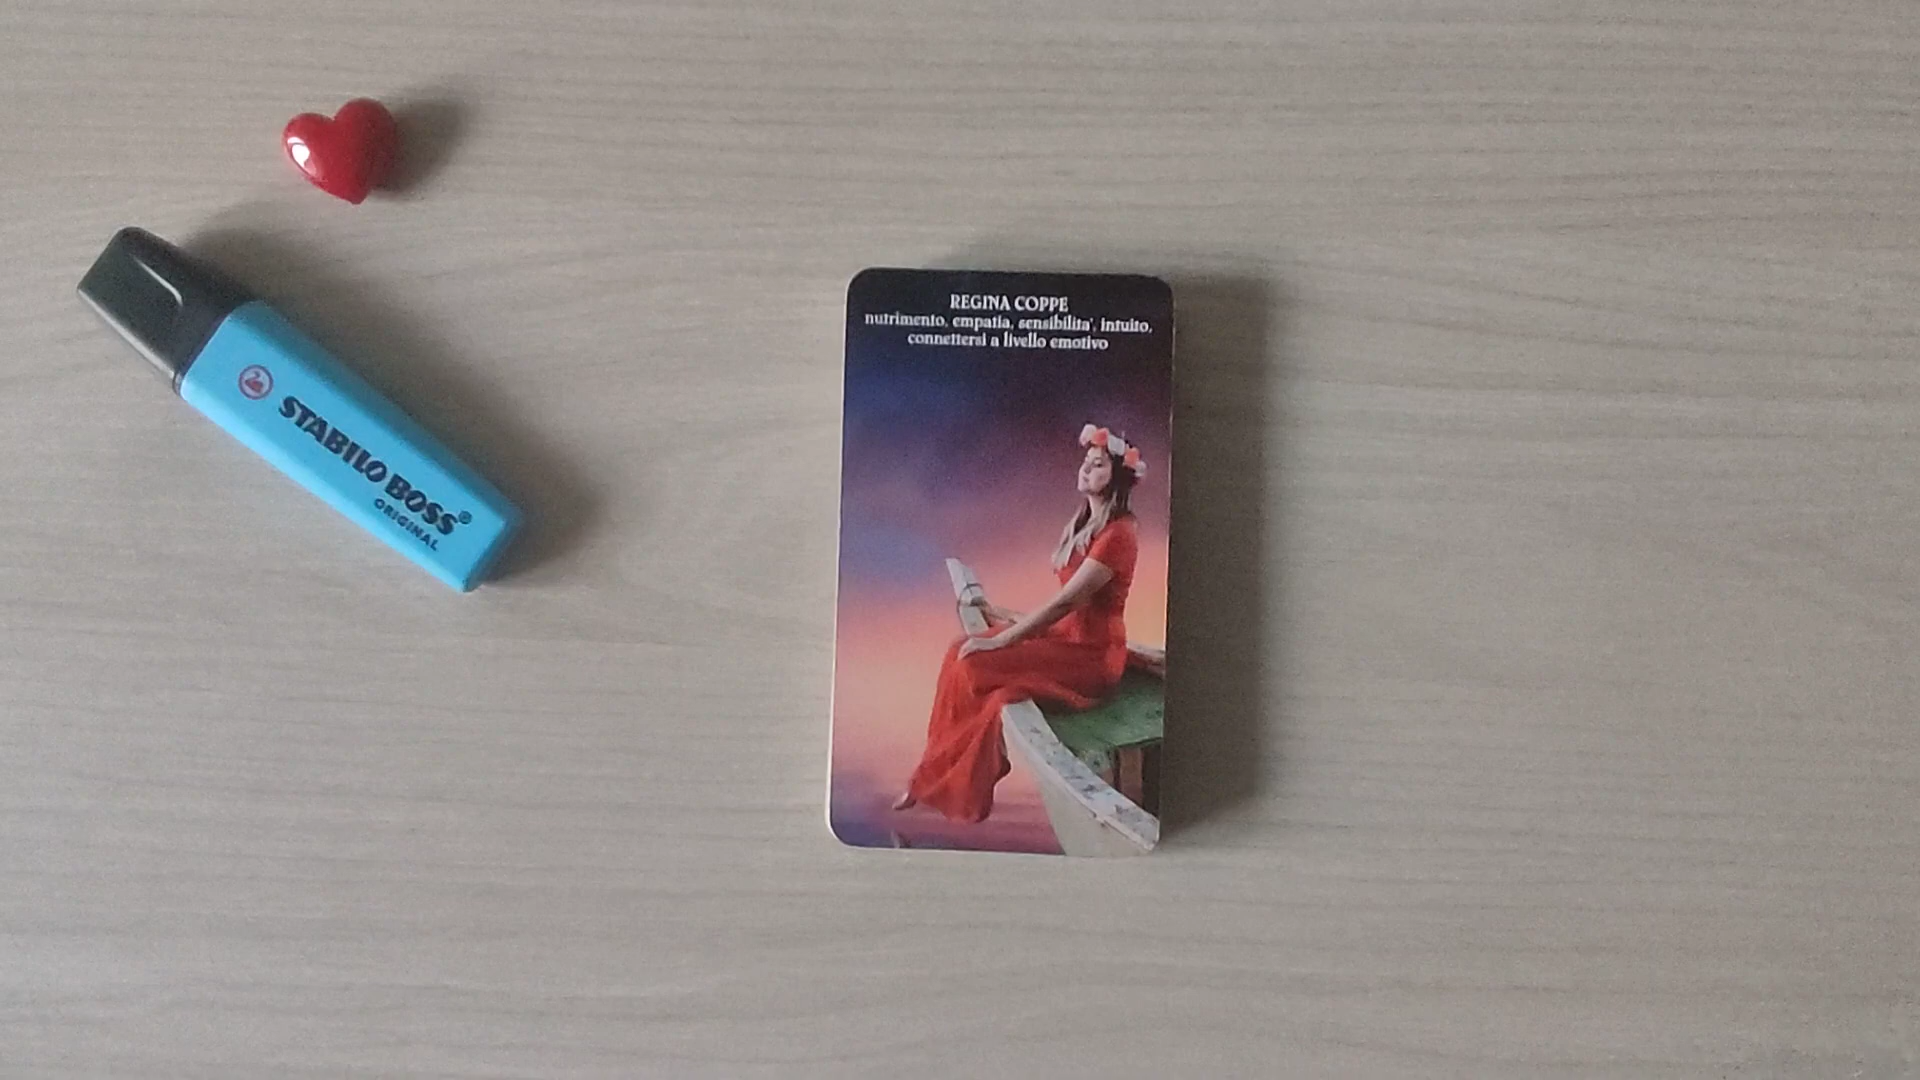 REGINA COPPE
nutrimento, empatia, sensibilita', intuito,
connettersi a livello emotivo
STABILO BOSS®
ORIGINAL